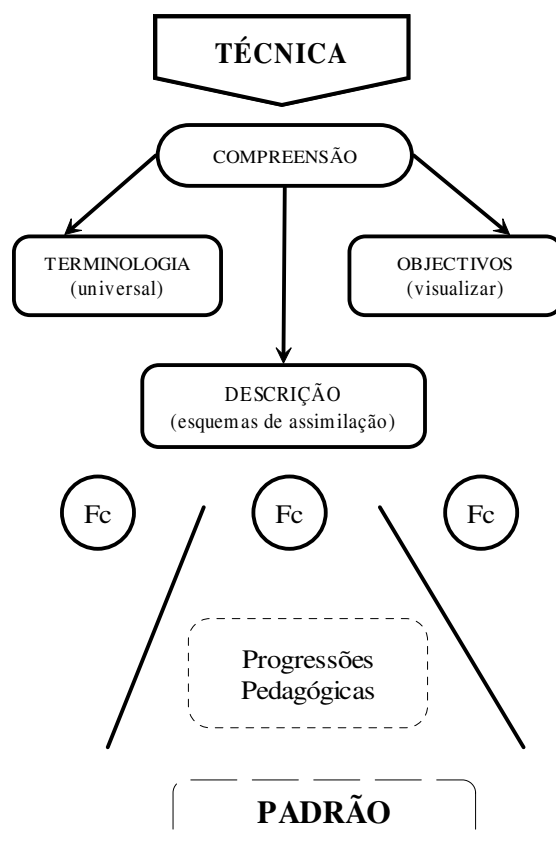 TÉCNICA
COMPREENSÃO
TERMINOLOGIA
(universal)
OBJECTIVOS
(visualizar)
DESCRIÇÃO
(esquemas de assimilação)
Fc
Fc
Fc
Progressões
Pedagógicas
PADRÃO